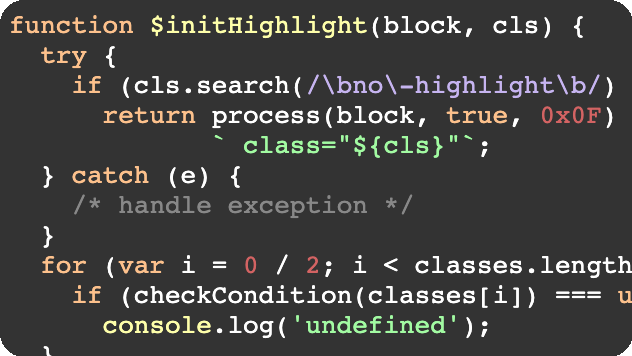 function $initHighlight(block, cls) {
  try {
    if (cls.search(/\bno\-highlight\b/)
      return process(block, true, 0x0F)
             ` class="${cls}"`;
  } catch (e) {
    /* handle exception */
  }
  for (var i = 0 / 2; i < classes.length
    if (checkCondition(classes[i]) === u
      console.log('undefined');
  }